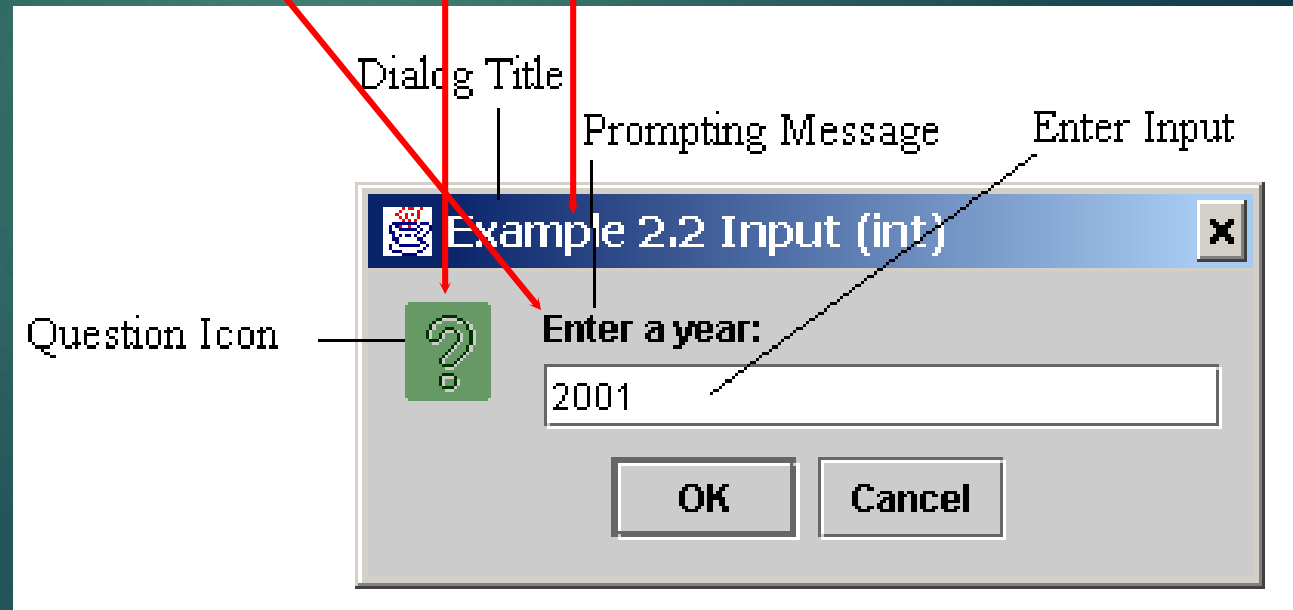 Dialog Title
Prompting Message
Enter Input
Example 2.2 Input (int)
Question Icon
Enter a year:
2001
OK
Cancel